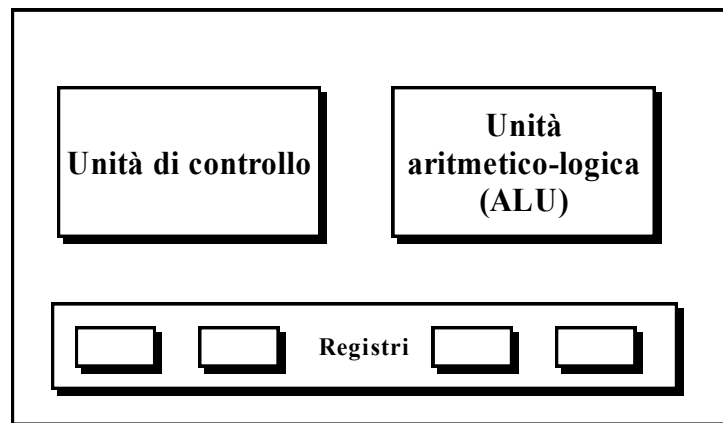 Unità di controllo
Unità
aritmetico-logica
(ALU)
Registri